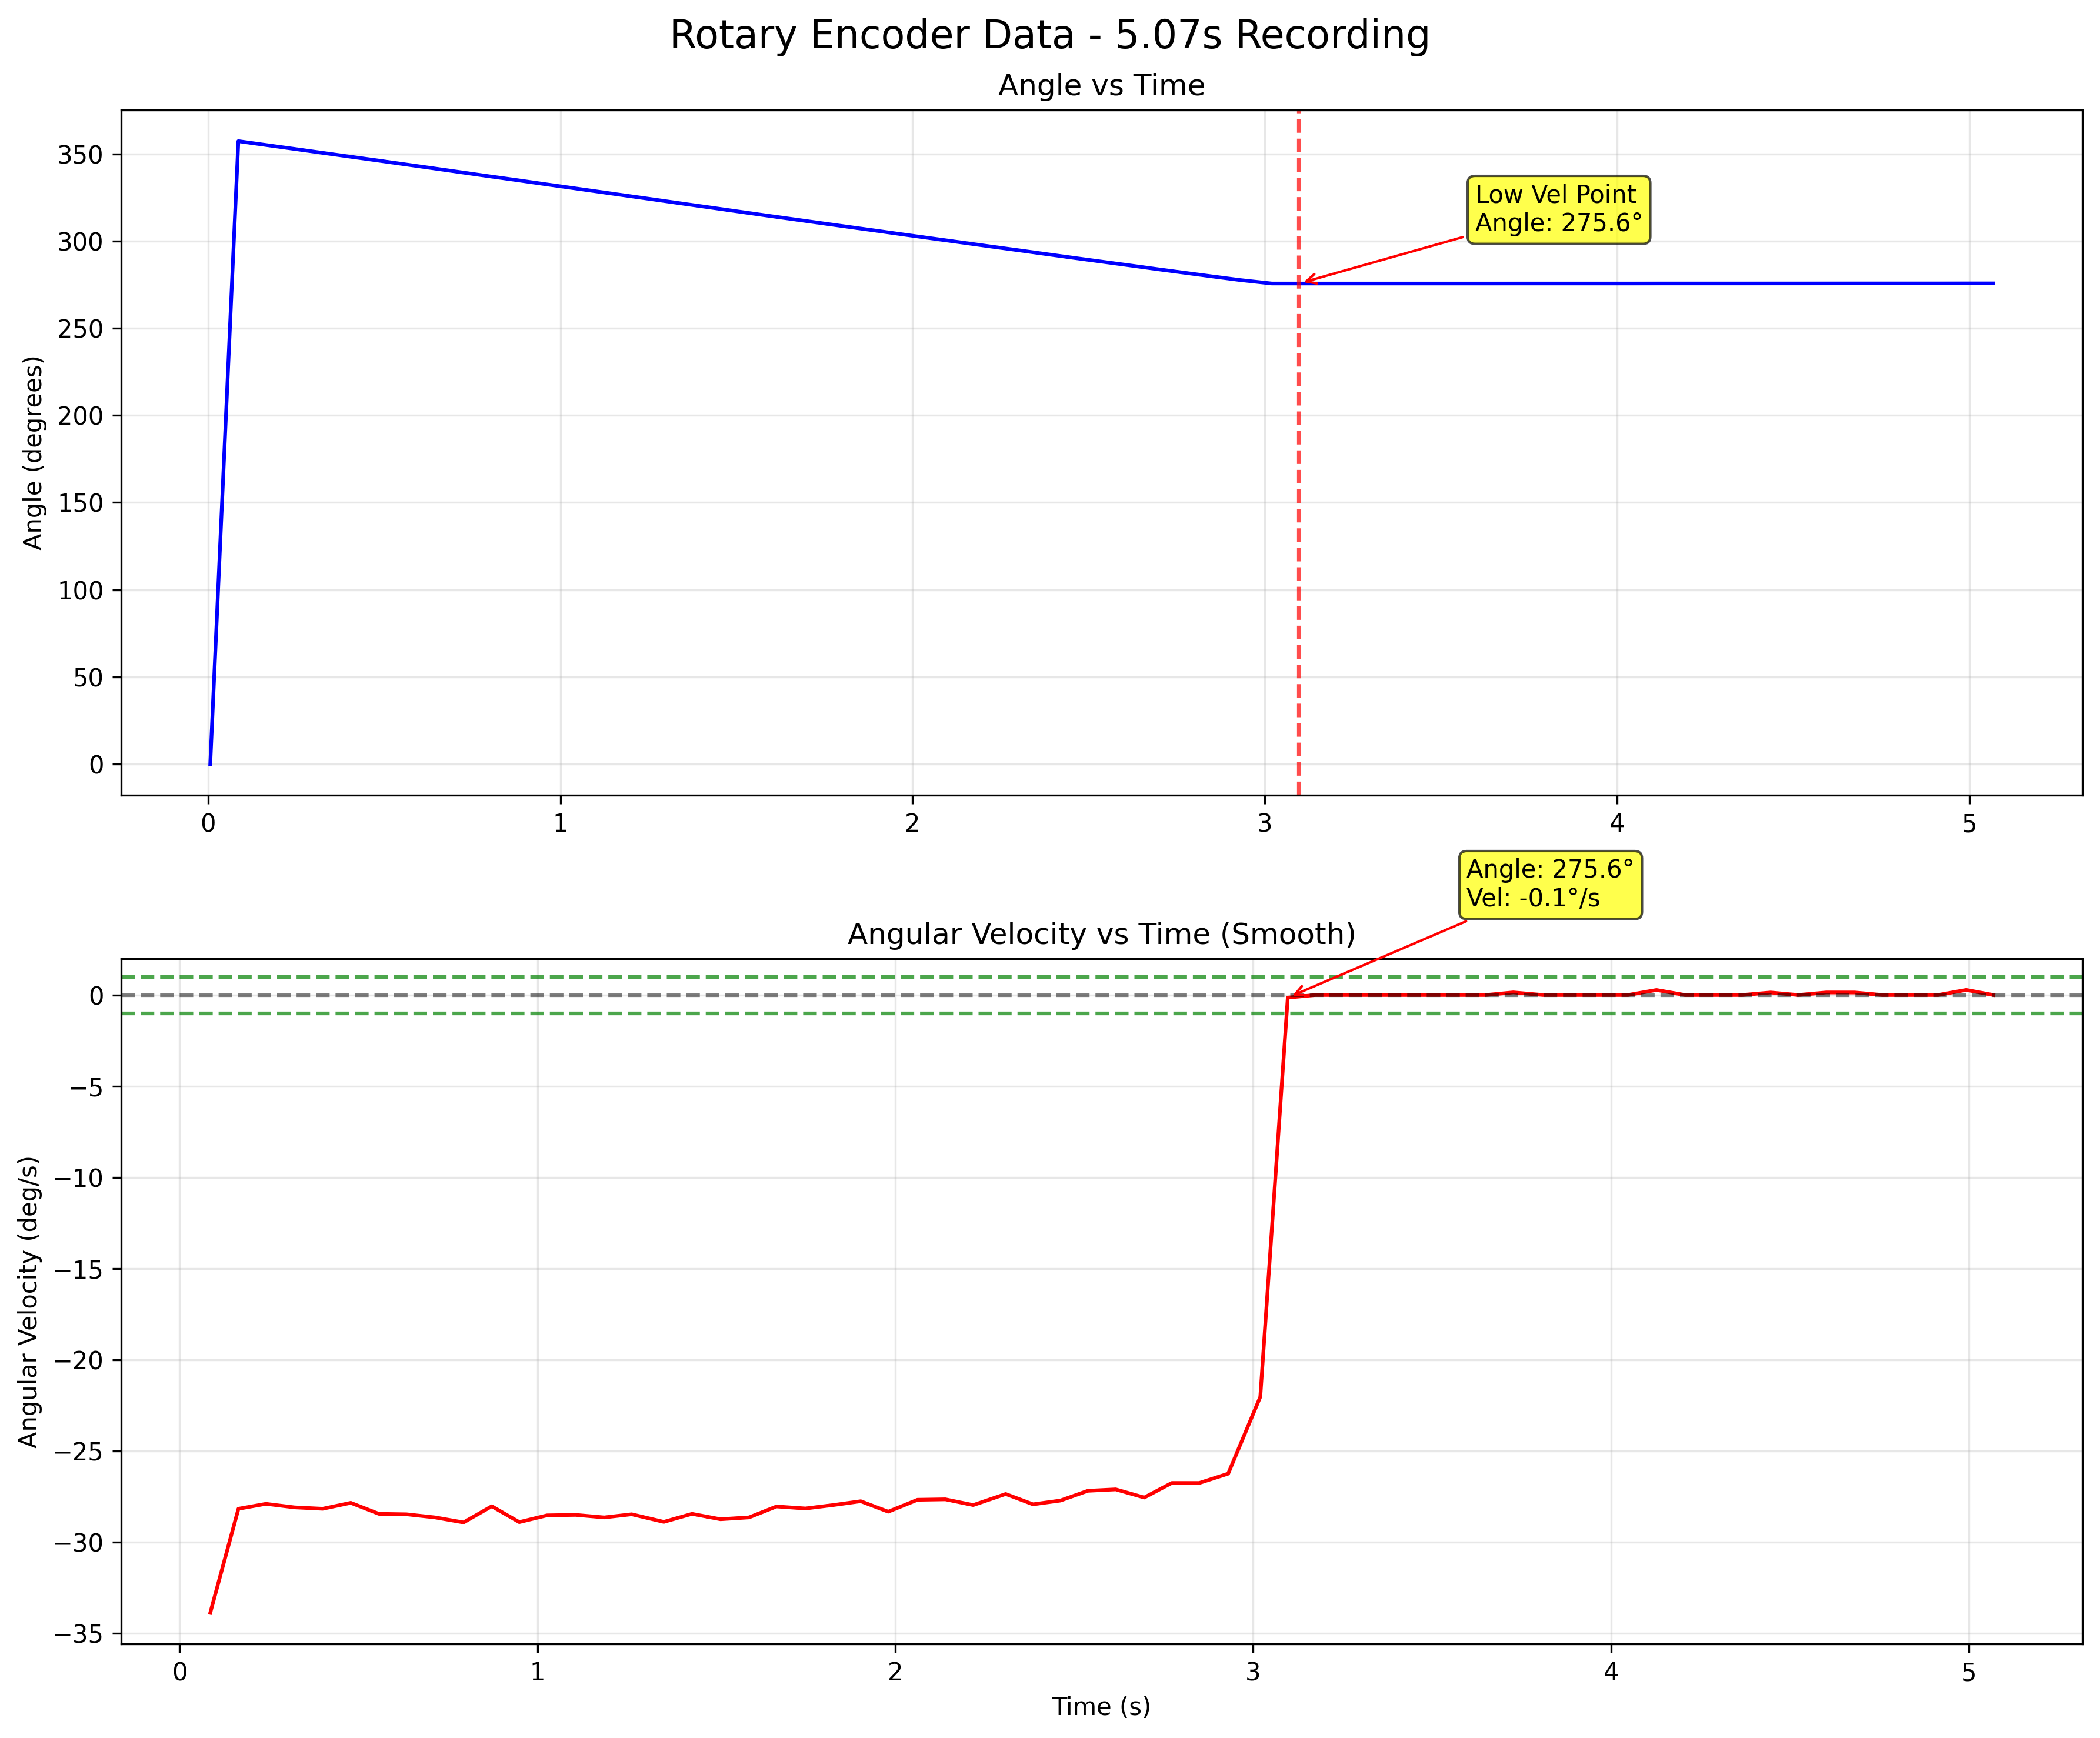 Rotary Encoder Data - 5.07s Recording
Angle vs Time
Angle (degrees)
350
300
250
200
150
100
50
0
Low Vel Point
Angle: 275.6°
0
1
2
3
4
5
Angle: 275.6°
Vel: -0.1°/s
Angular Velocity vs Time (Smooth)
Angular Velocity (deg/s)
0
−5
−10
−15
−20
−25
−30
−35
0
1
2
3
4
5
Time (s)